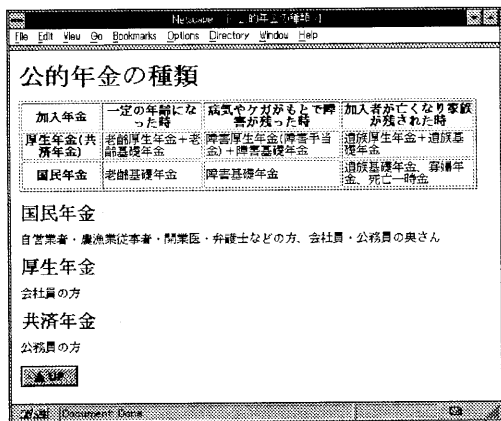 Netscape
的年金の種類
File Edit View Go Bookmarks Options Directory Window Help
公的年金の種類
加入年金 一定の年齢になった時 病気やケガがもとで障害が残った時 加入者が亡くなり家族が残された時
厚生年金(共済年金) 老齢厚生年金+老齢基礎年金 障害厚生年金(障害手当金)+障害基礎年金 遺族厚生年金+遺族基礎年金
国民年金 老齢基礎年金 障害基礎年金 遺族基礎年金、寡婦年金、死亡一時金
国民年金
自営業者・農漁業従事者・開業医・弁護士などの方、会社員・公務員の奥さん
厚生年金
会社員の方
共済年金
公務員の方
Document: Done